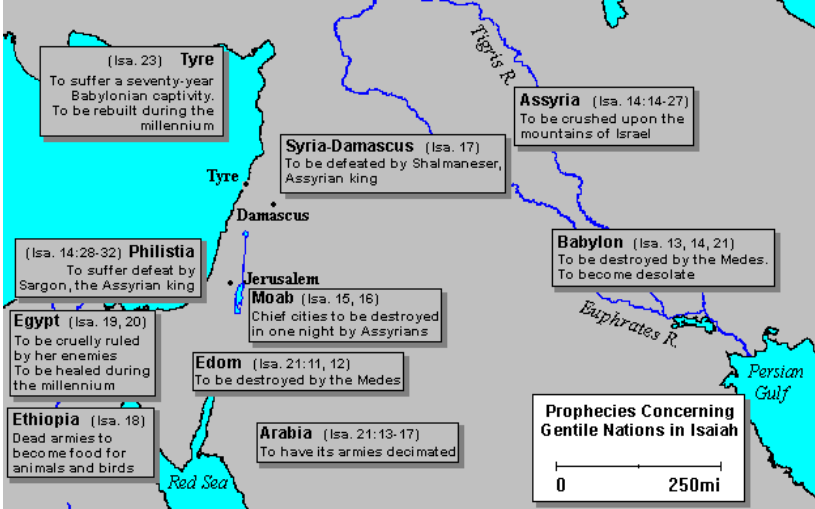 (Isa. 23) Tyre
To suffer a seventy-year
Babylonian captivity.
To be rebuilt during the
millennium
Tigris R.
Assyria (Isa. 14:14-27)
To be crushed upon the
mountains of Israel
Syria-Damascus (Isa. 17)
To be defeated by Shalmaneser,
Assyrian king
Tyre
Damascus
(Isa. 14:28-32) Philistia
To suffer defeat by
Sargon, the Assyrian king
Babylon (Isa. 13, 14, 21)
To be destroyed by the Medes.
To become desolate
Jerusalem
Moab (Isa. 15, 16)
Chief cities to be destroyed
in one night by Assyrians
Euphrates R.
Egypt (Isa. 19, 20)
To be cruelly ruled
by her enemies
To be healed during
the millennium
Edom (Isa. 21:11, 12)
To be destroyed by the Medes
Persian
Gulf
Ethiopia (Isa. 18)
Dead armies to
become food for
animals and birds
Arabia (Isa. 21:13-17)
To have its armies decimated
Red Sea
Prophecies Concerning
Gentile Nations in Isaiah
0 250mi